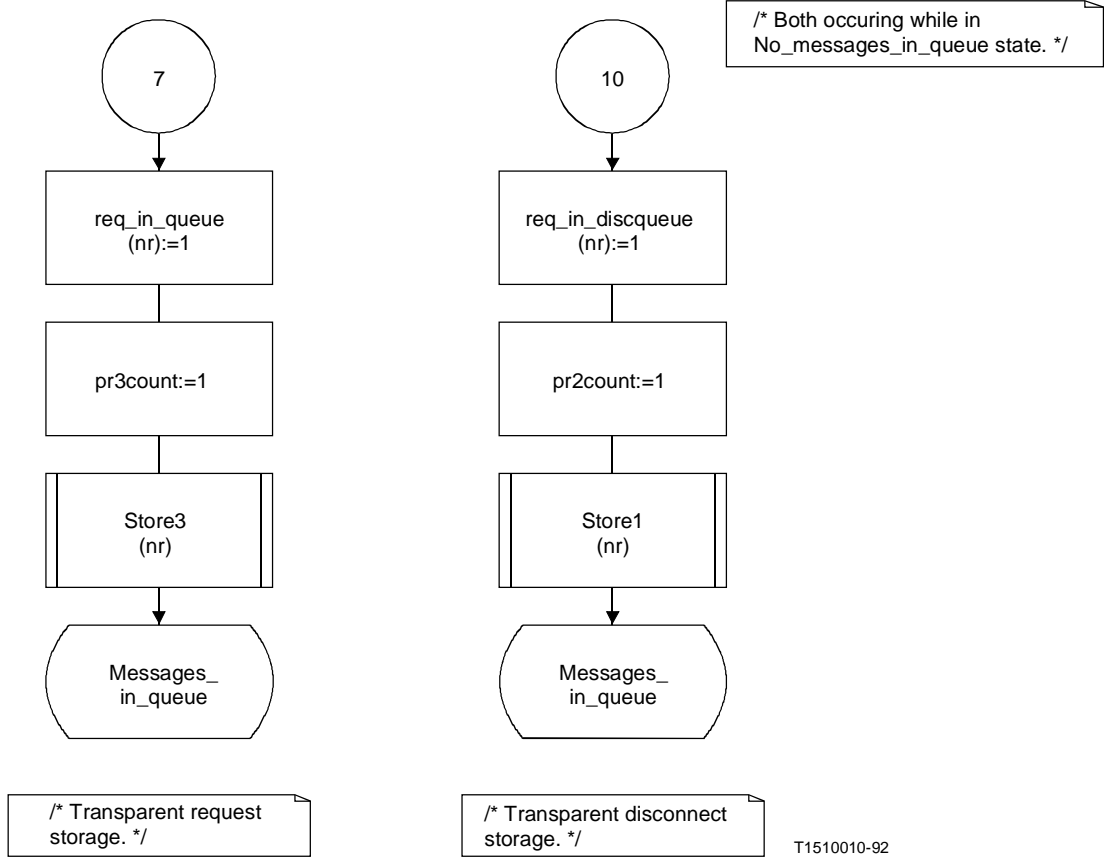 /* Both occuring while in
No_messages_in_queue state. */
7
req_in_queue
(nr):=1
pr3count:=1
Store3
(nr)
Messages_
in_queue
/* Transparent request
storage. */
10
req_in_discqueue
(nr):=1
pr2count:=1
Store1
(nr)
Messages_
in_queue
/* Transparent disconnect
storage. */
T1510010-92